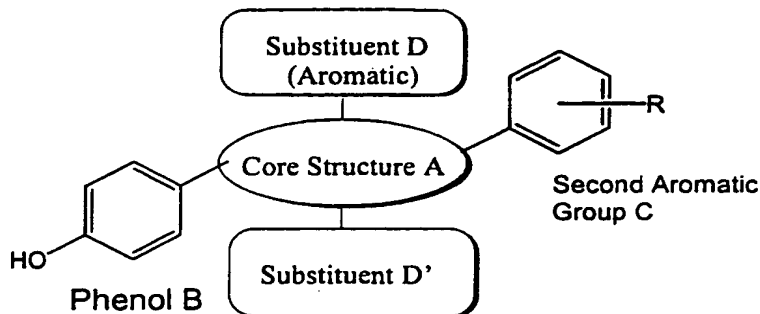 Substituent D
(Aromatic)
R
Core Structure A
Second Aromatic
Group C
HO
Substituent D'
Phenol B